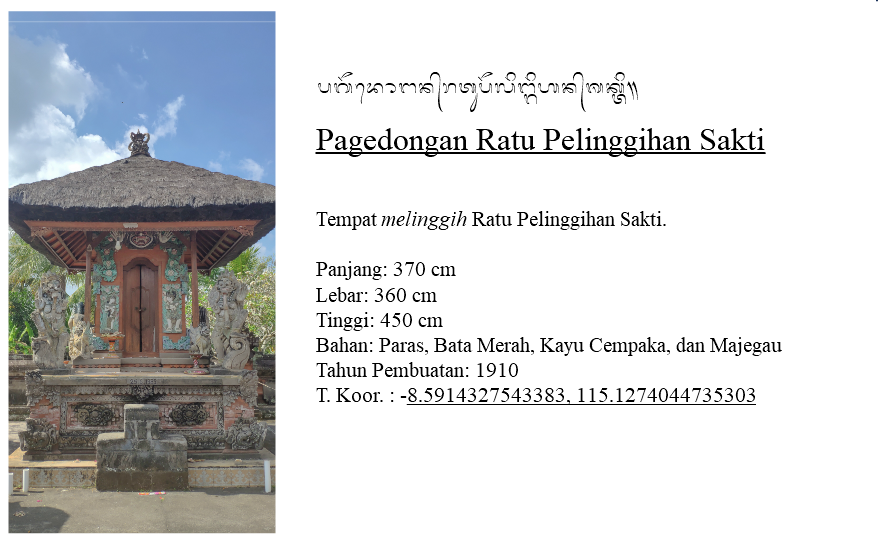 ᬧᬕᭂᬤᭀᬗᬦ᭄ᬭᬢᬸᬧᭂᬮᬶᬗ᭄ᬕᬶᬳᬦ᭄ᬲᬓ᭄ᬢᬶ᭟
Pagedongan Ratu Pelinggihan Sakti
Tempat melinggih Ratu Pelinggihan Sakti.
Panjang: 370 cm
Lebar: 360 cm
Tinggi: 450 cm
Bahan: Paras, Bata Merah, Kayu Cempaka, dan Majegau
Tahun Pembuatan: 1910
T. Koor. : -8.5914327543383, 115.1274044735303